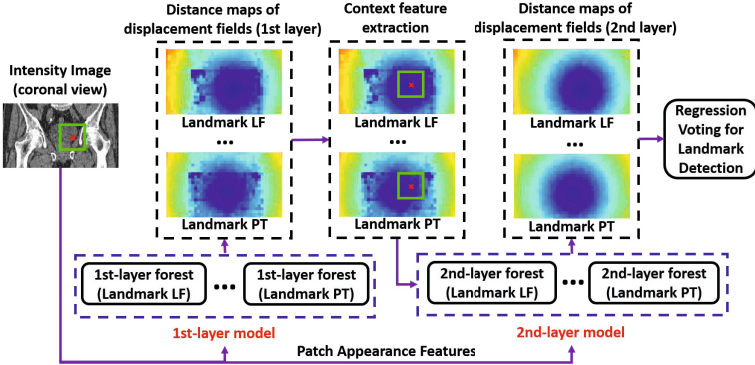 Distance maps of
displacement fields (1st layer)
Context feature
extraction
Distance maps of
displacement fields (2nd layer)
Intensity Image
(coronal view)
Landmark LF
...
Landmark PT
Landmark LF
...
Landmark PT
Landmark LF
...
Landmark PT
Regression
Voting for
Landmark
Detection
1st-layer forest
(Landmark LF)
...
1st-layer forest
(Landmark PT)
2nd-layer forest
(Landmark LF)
...
2nd-layer forest
(Landmark PT)
1st-layer model
2nd-layer model
Patch Appearance Features